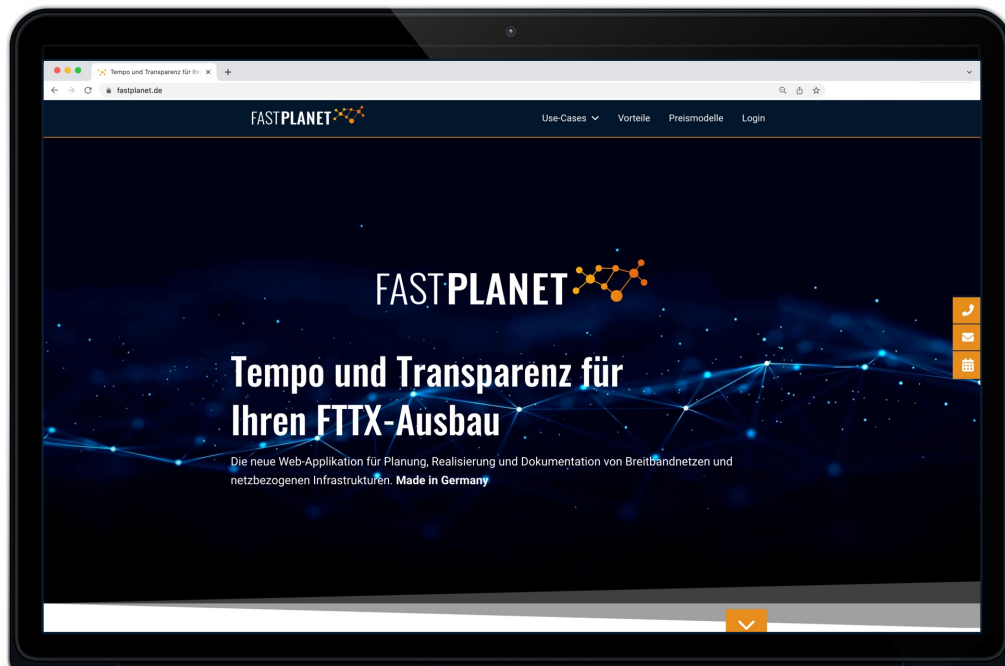 Tempo und Transparenz für Ihr
fastplanet.de
FASTPLANET
Use-Cases
Vorteile
Preismodelle
Login
FASTPLANET
Tempo und Transparenz für
Ihren FTTX-Ausbau
Die neue Web-Applikation für Planung, Realisierung und Dokumentation von Breitbandnetzen und
netzbezogenen Infrastrukturen. Made in Germany